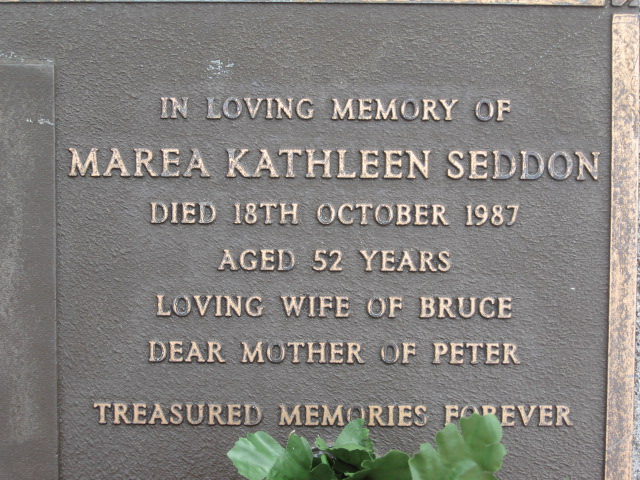 IN LOVING MEMORY OF
MAREA KATHLEEN SEDDON
DIED 18TH OCTOBER 1987
AGED 52 YEARS
LOVING WIFE OF BRUCE
DEAR MOTHER OF PETER
TREASURED MEMORIES FOREVER